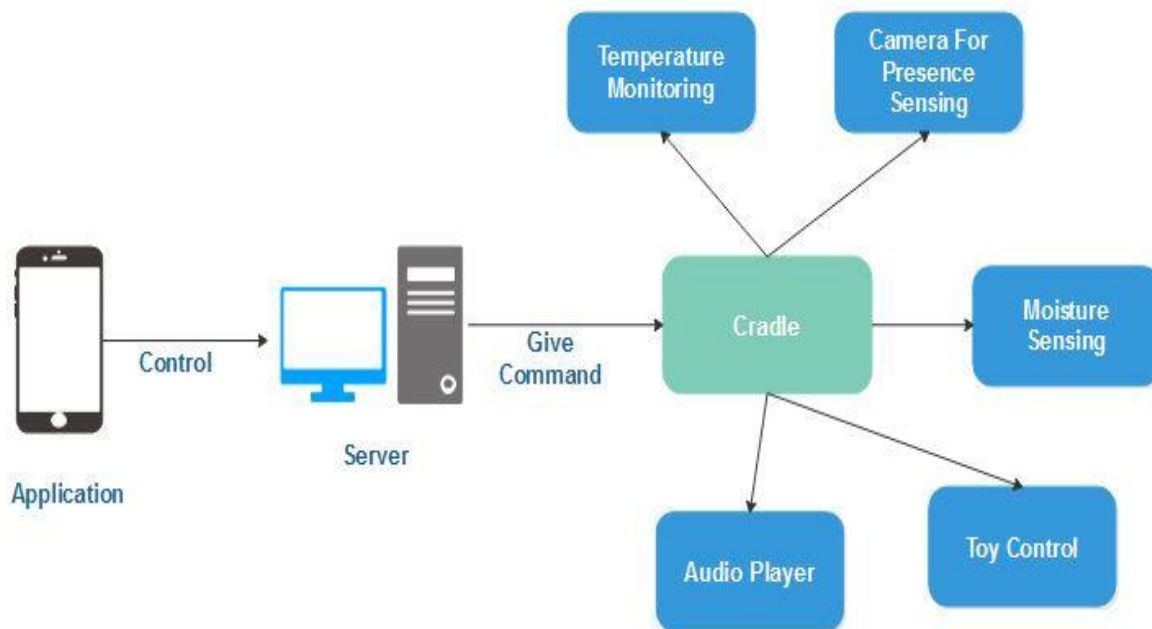 Temperature
Monitoring
Camera For
Presence
Sensing
Control
Give
Command
Cradle
Moisture
Sensing
Server
Application
Audio Player
Toy Control